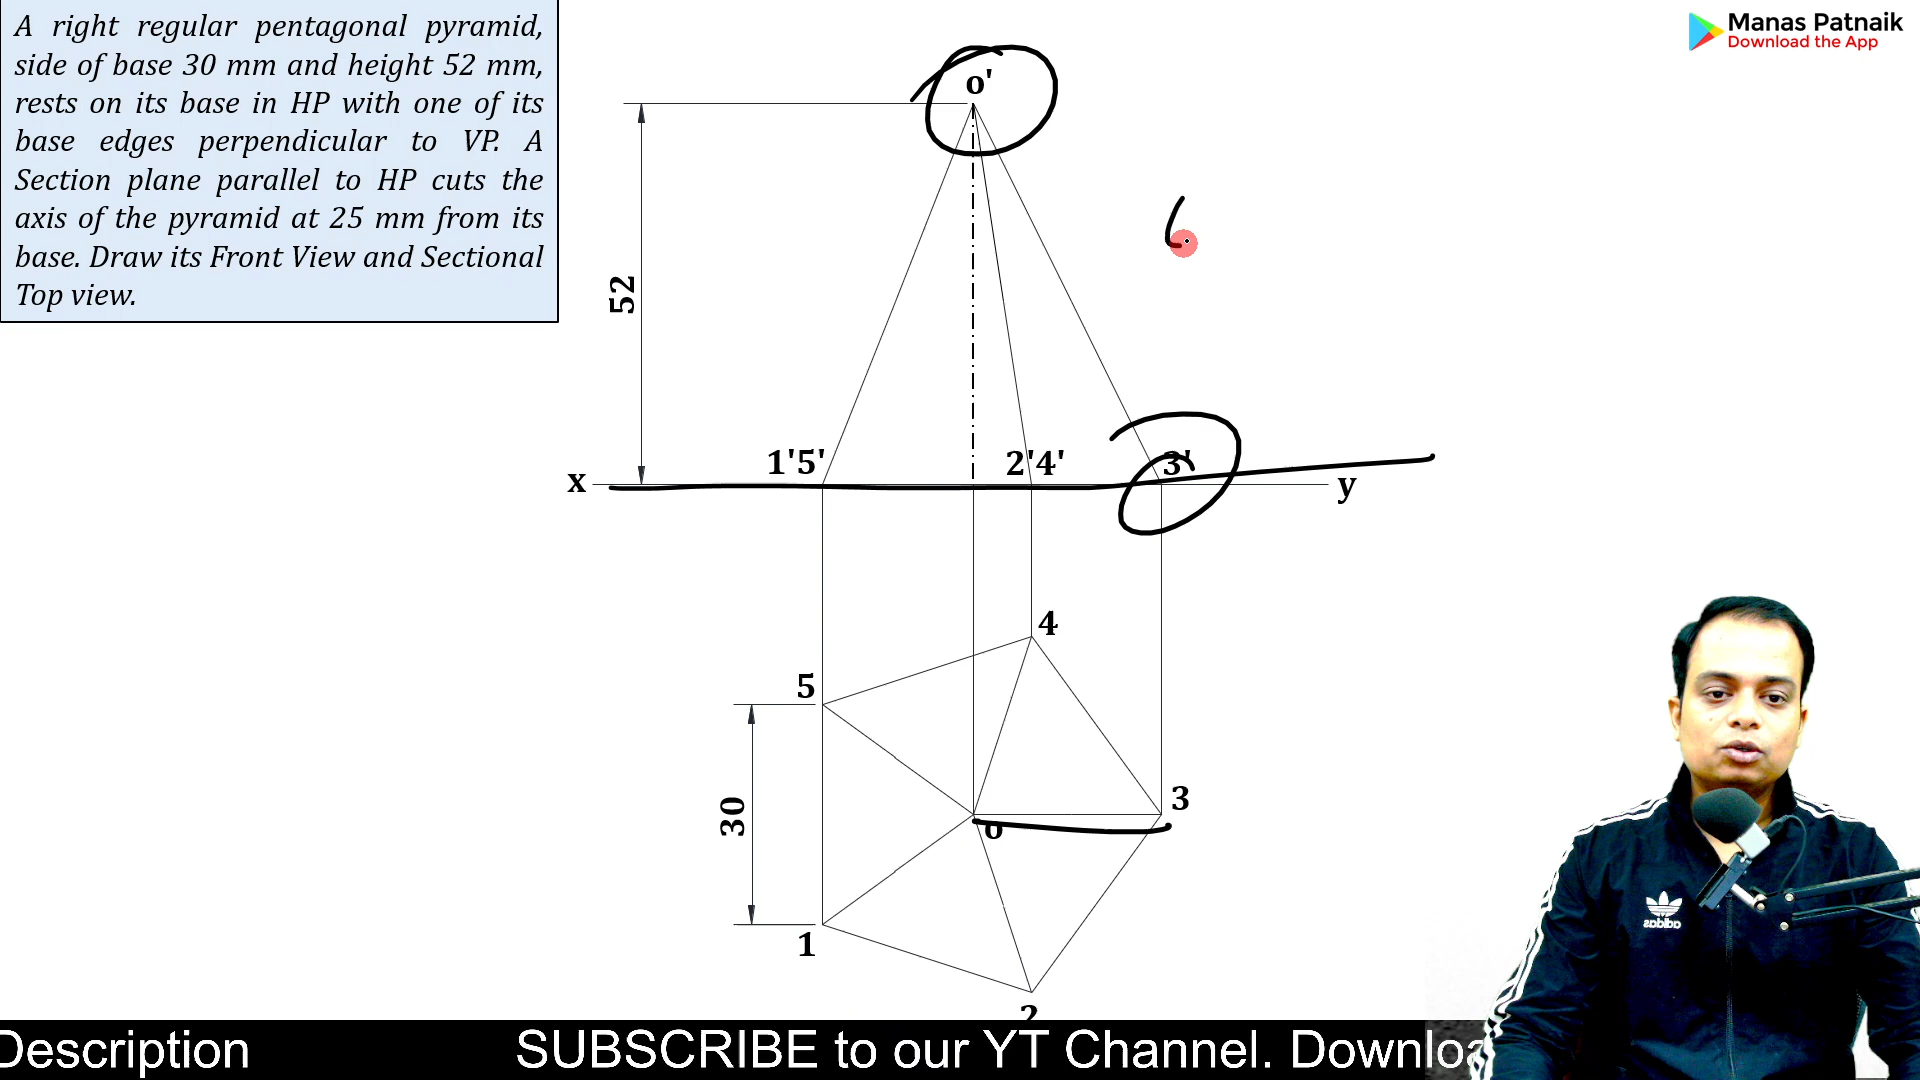 A right regular pentagonal pyramid,
side of base 30 mm and height 52 mm,
rests on its base in HP with one of its
base edges perpendicular to VP. A
Section plane parallel to HP cuts the
axis of the pyramid at 25 mm from its
base. Draw its Front View and Sectional
Top view.
Manas Patnaik
Download the App
o'
52
x
1'5'
2'4'
3'
y
4
5
30
o
3
1
2
adidas
Description
SUBSCRIBE to our YT Channel. Downloa